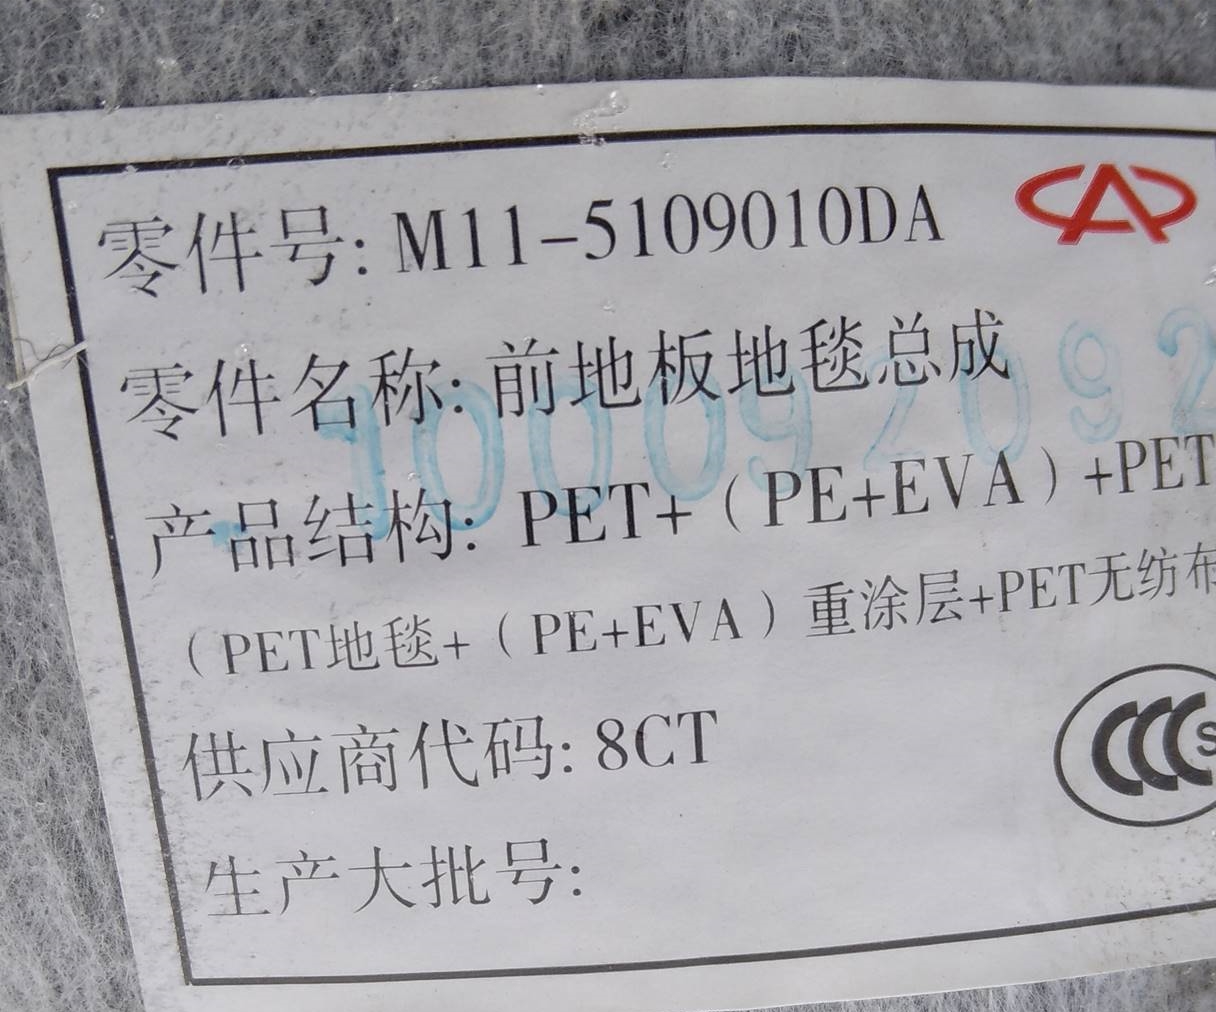 零件号: M11-5109010DA
零件名称: 前地板地毯总成
1000920092
产品结构: PET+（PE+EVA）+PET
（PET地毯+（PE+EVA）重涂层+PET无纺布
供应商代码: 8CT
CCC S
生产大批号: